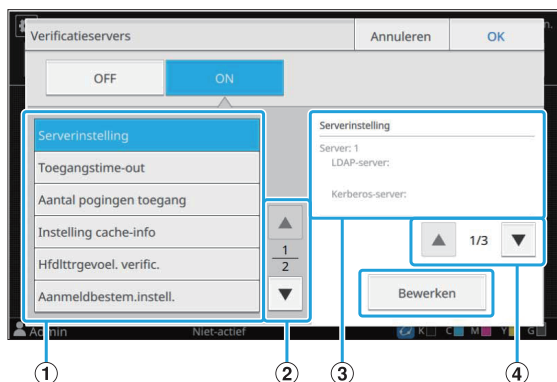 Verificatieservers
Annuleren
OK
OFF
ON
Serverinstelling
Toegangstime-out
Aantal pogingen toegang
Instelling cache-info
Hfdlttrgevoel. verific.
Aanmeldbestem.instell.
1
2
Serverinstelling
Server: 1
LDAP-server:
Kerberos-server:
1/3
Bewerken
Admin
Niet-actief
K
C
M
Y
G
1
2
3
4